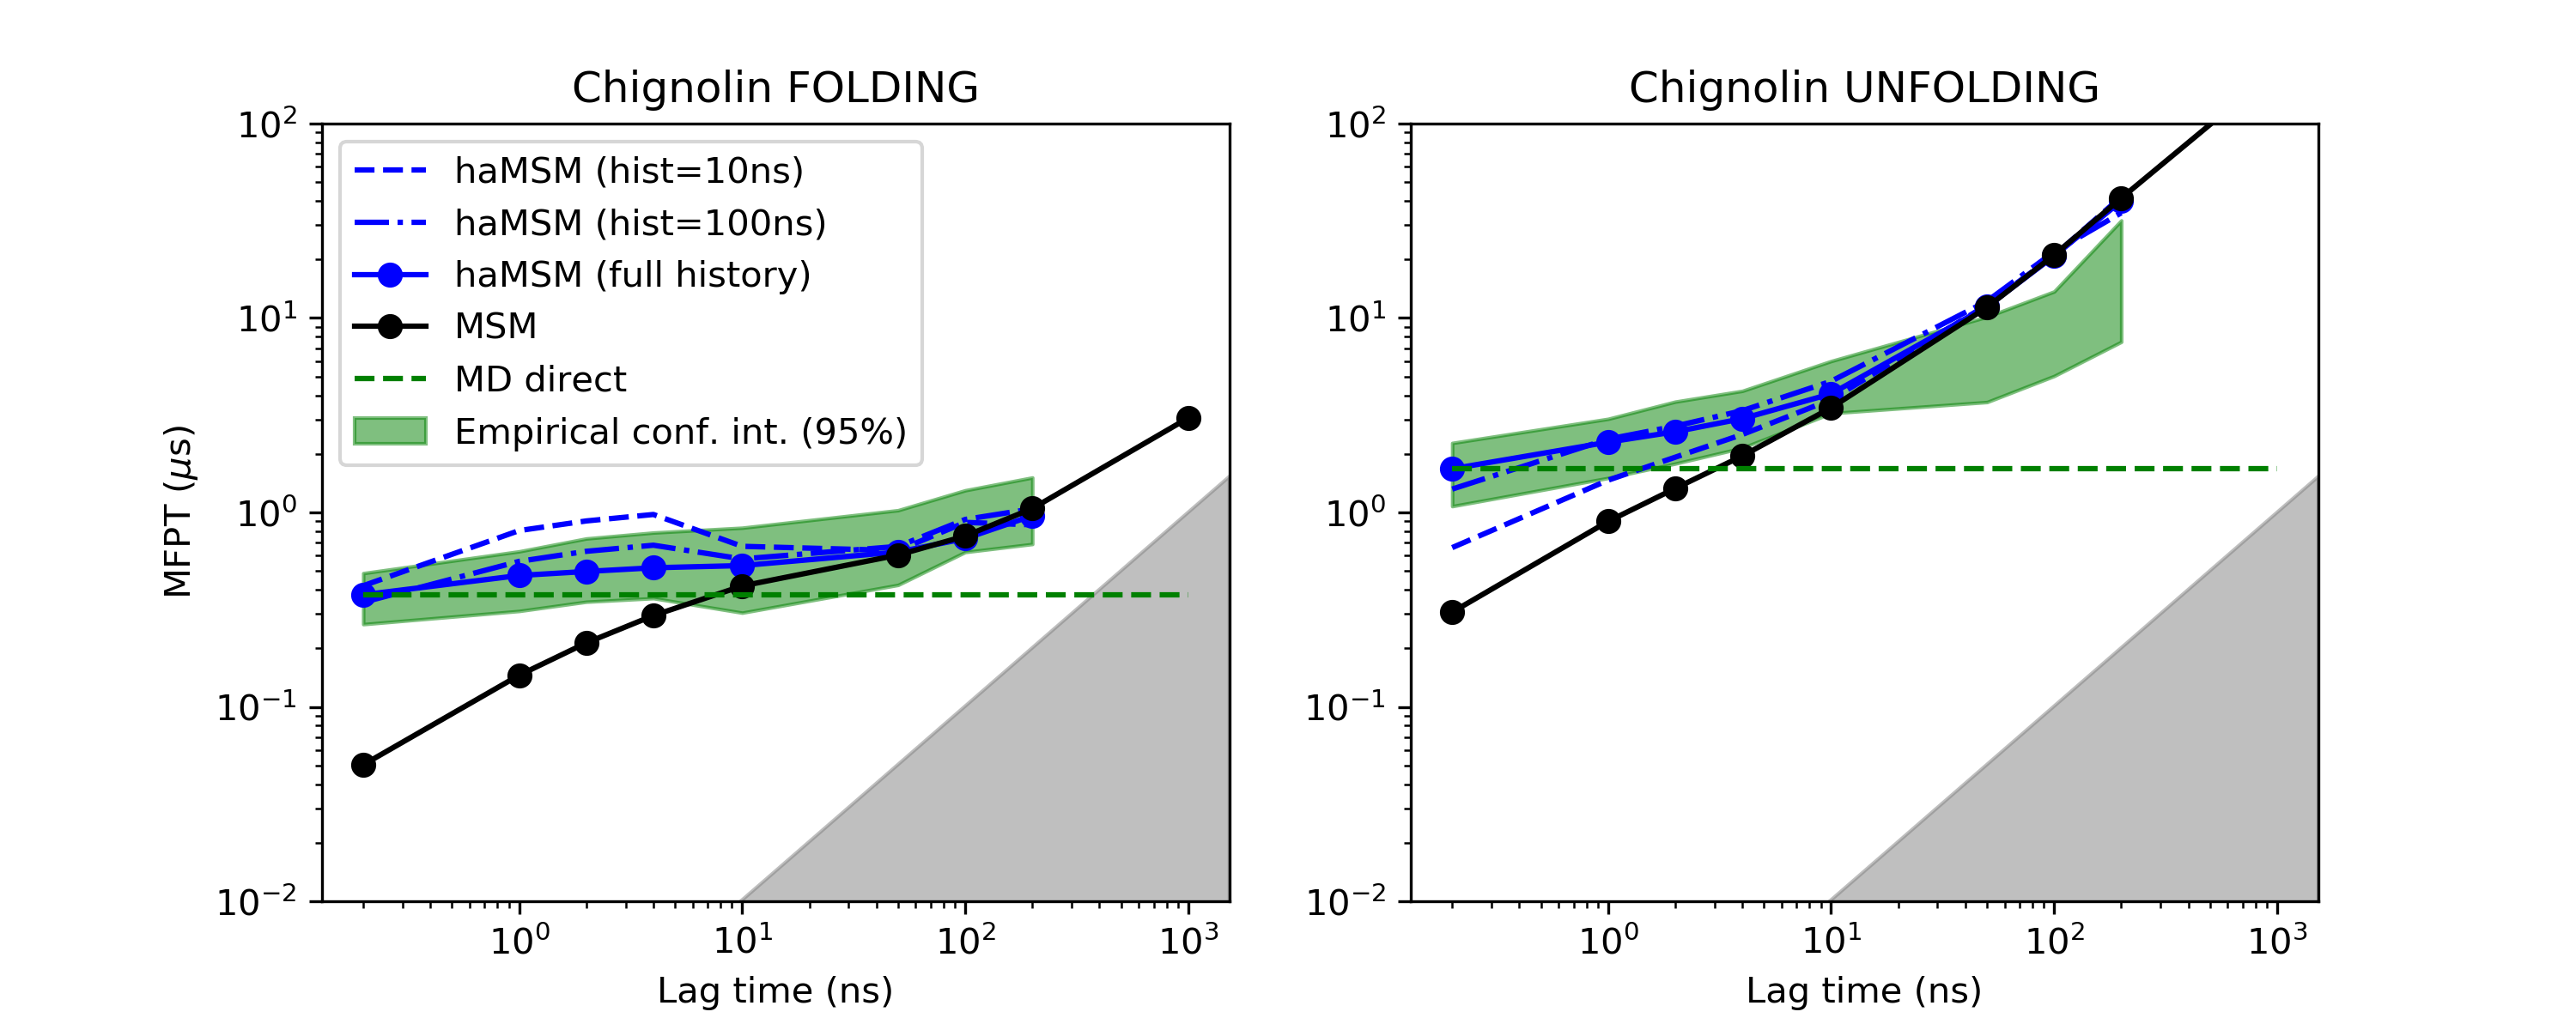 Chignolin FOLDING
10²
10¹
10⁰
10⁻¹
10⁻²
MFPT (μs)
haMSM (hist=10ns)
haMSM (hist=100ns)
haMSM (full history)
MSM
MD direct
Empirical conf. int. (95%)
10⁰ 10¹ 10² 10³
Lag time (ns)
Chignolin UNFOLDING
10²
10¹
10⁰
10⁻¹
10⁻²
10⁰ 10¹ 10² 10³
Lag time (ns)